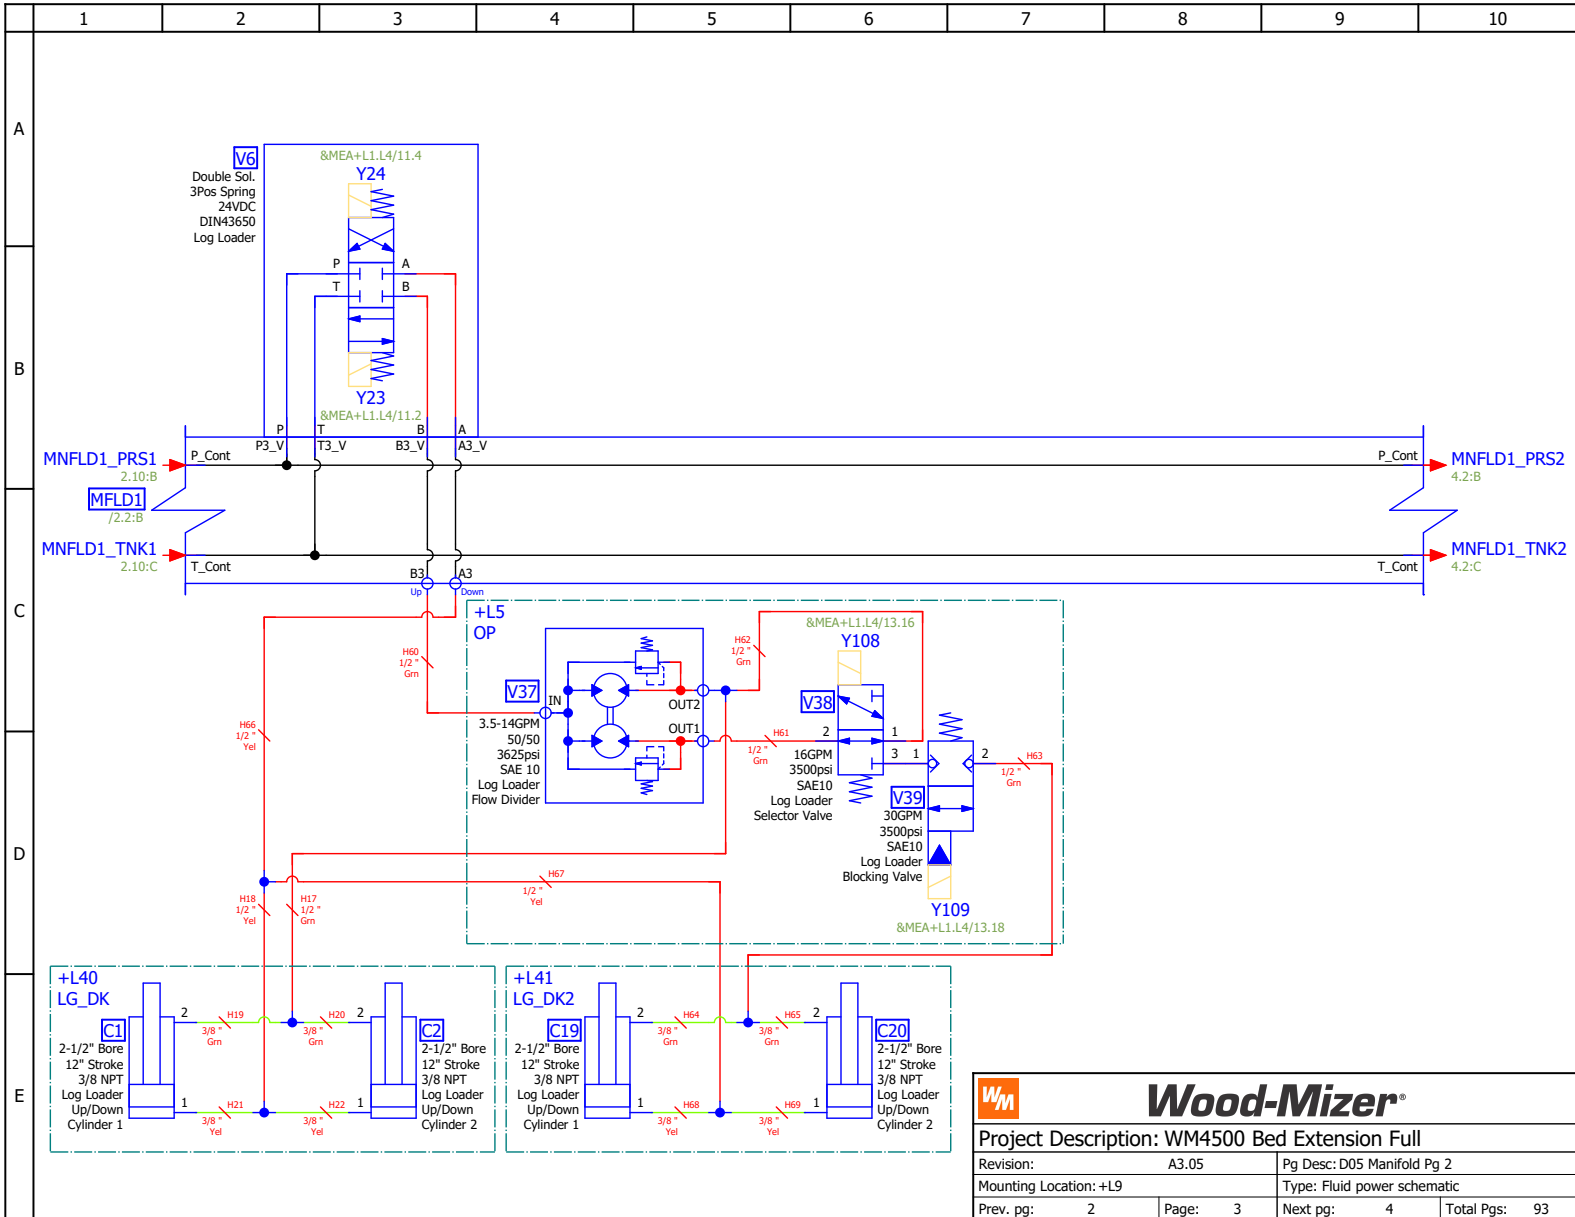 1 2 3 4 5 6 7 8 9 10
A
B
C
D
E
V6
Double Sol.
3Pos Spring
24VDC
DIN43650
Log Loader
&MEA+L1.L4/11.4
Y24
P A
T B
Y23
&MEA+L1.L4/11.2
P T B A
P3_V T3_V B3_V A3_V
MNFLD1_PRS1
2.10:B
P_Cont
P_Cont
MNFLD1_PRS2
4.2:B
MFLD1
/2.2:B
MNFLD1_TNK1
2.10:C
T_Cont
T_Cont
MNFLD1_TNK2
4.2:C
B3 A3
Up Down
+L5
OP
H60
1/2 "
Grn
V37
IN
3.5-14GPM
50/50
3625psi
SAE 10
Log Loader
Flow Divider
OUT2
OUT1
H62
1/2 "
Grn
H61
1/2 "
Grn
&MEA+L1.L4/13.16
Y108
V38
2 1
3
16GPM
3500psi
SAE10
Log Loader
Selector Valve
1 2
V39
30GPM
3500psi
SAE10
Log Loader
Blocking Valve
Y109
&MEA+L1.L4/13.18
H63
1/2 "
Grn
H66
1/2 "
Yel
H67
1/2 "
Yel
H18
1/2 "
Yel
H17
1/2 "
Grn
+L40
LG_DK
C1
2-1/2" Bore
12" Stroke
3/8 NPT
Log Loader
Up/Down
Cylinder 1
2
1
H19
3/8 "
Grn
H20
3/8 "
Grn
H21
3/8 "
Yel
H22
3/8 "
Yel
2
1
C2
2-1/2" Bore
12" Stroke
3/8 NPT
Log Loader
Up/Down
Cylinder 2
+L41
LG_DK2
C19
2-1/2" Bore
12" Stroke
3/8 NPT
Log Loader
Up/Down
Cylinder 1
2
1
H64
3/8 "
Grn
H65
3/8 "
Grn
H68
3/8 "
Yel
H69
3/8 "
Yel
2
1
C20
2-1/2" Bore
12" Stroke
3/8 NPT
Log Loader
Up/Down
Cylinder 2
WM Wood-Mizer®
Project Description: WM4500 Bed Extension Full
Revision: A3.05 Pg Desc: D05 Manifold Pg 2
Mounting Location: +L9 Type: Fluid power schematic
Prev. pg: 2 Page: 3 Next pg: 4 Total Pgs: 93